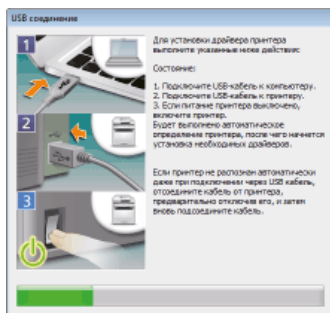 USB соединение
1
Для установки драйвера принтера
выполните указанные ниже действия:
Состояние:
1. Подключите USB-кабель к компьютеру.
2. Подключите USB-кабель к принтеру.
3. Если питание принтера выключено,
включите принтер.
Будет выполнено автоматическое
определение принтера, после чего начнется
установка необходимых драйверов.
2
Если принтер не распознан автоматически
даже при подключении через USB кабель,
отсоедините кабель от принтера,
предварительно отключив его, и затем
вновь подсоедините кабель.
3